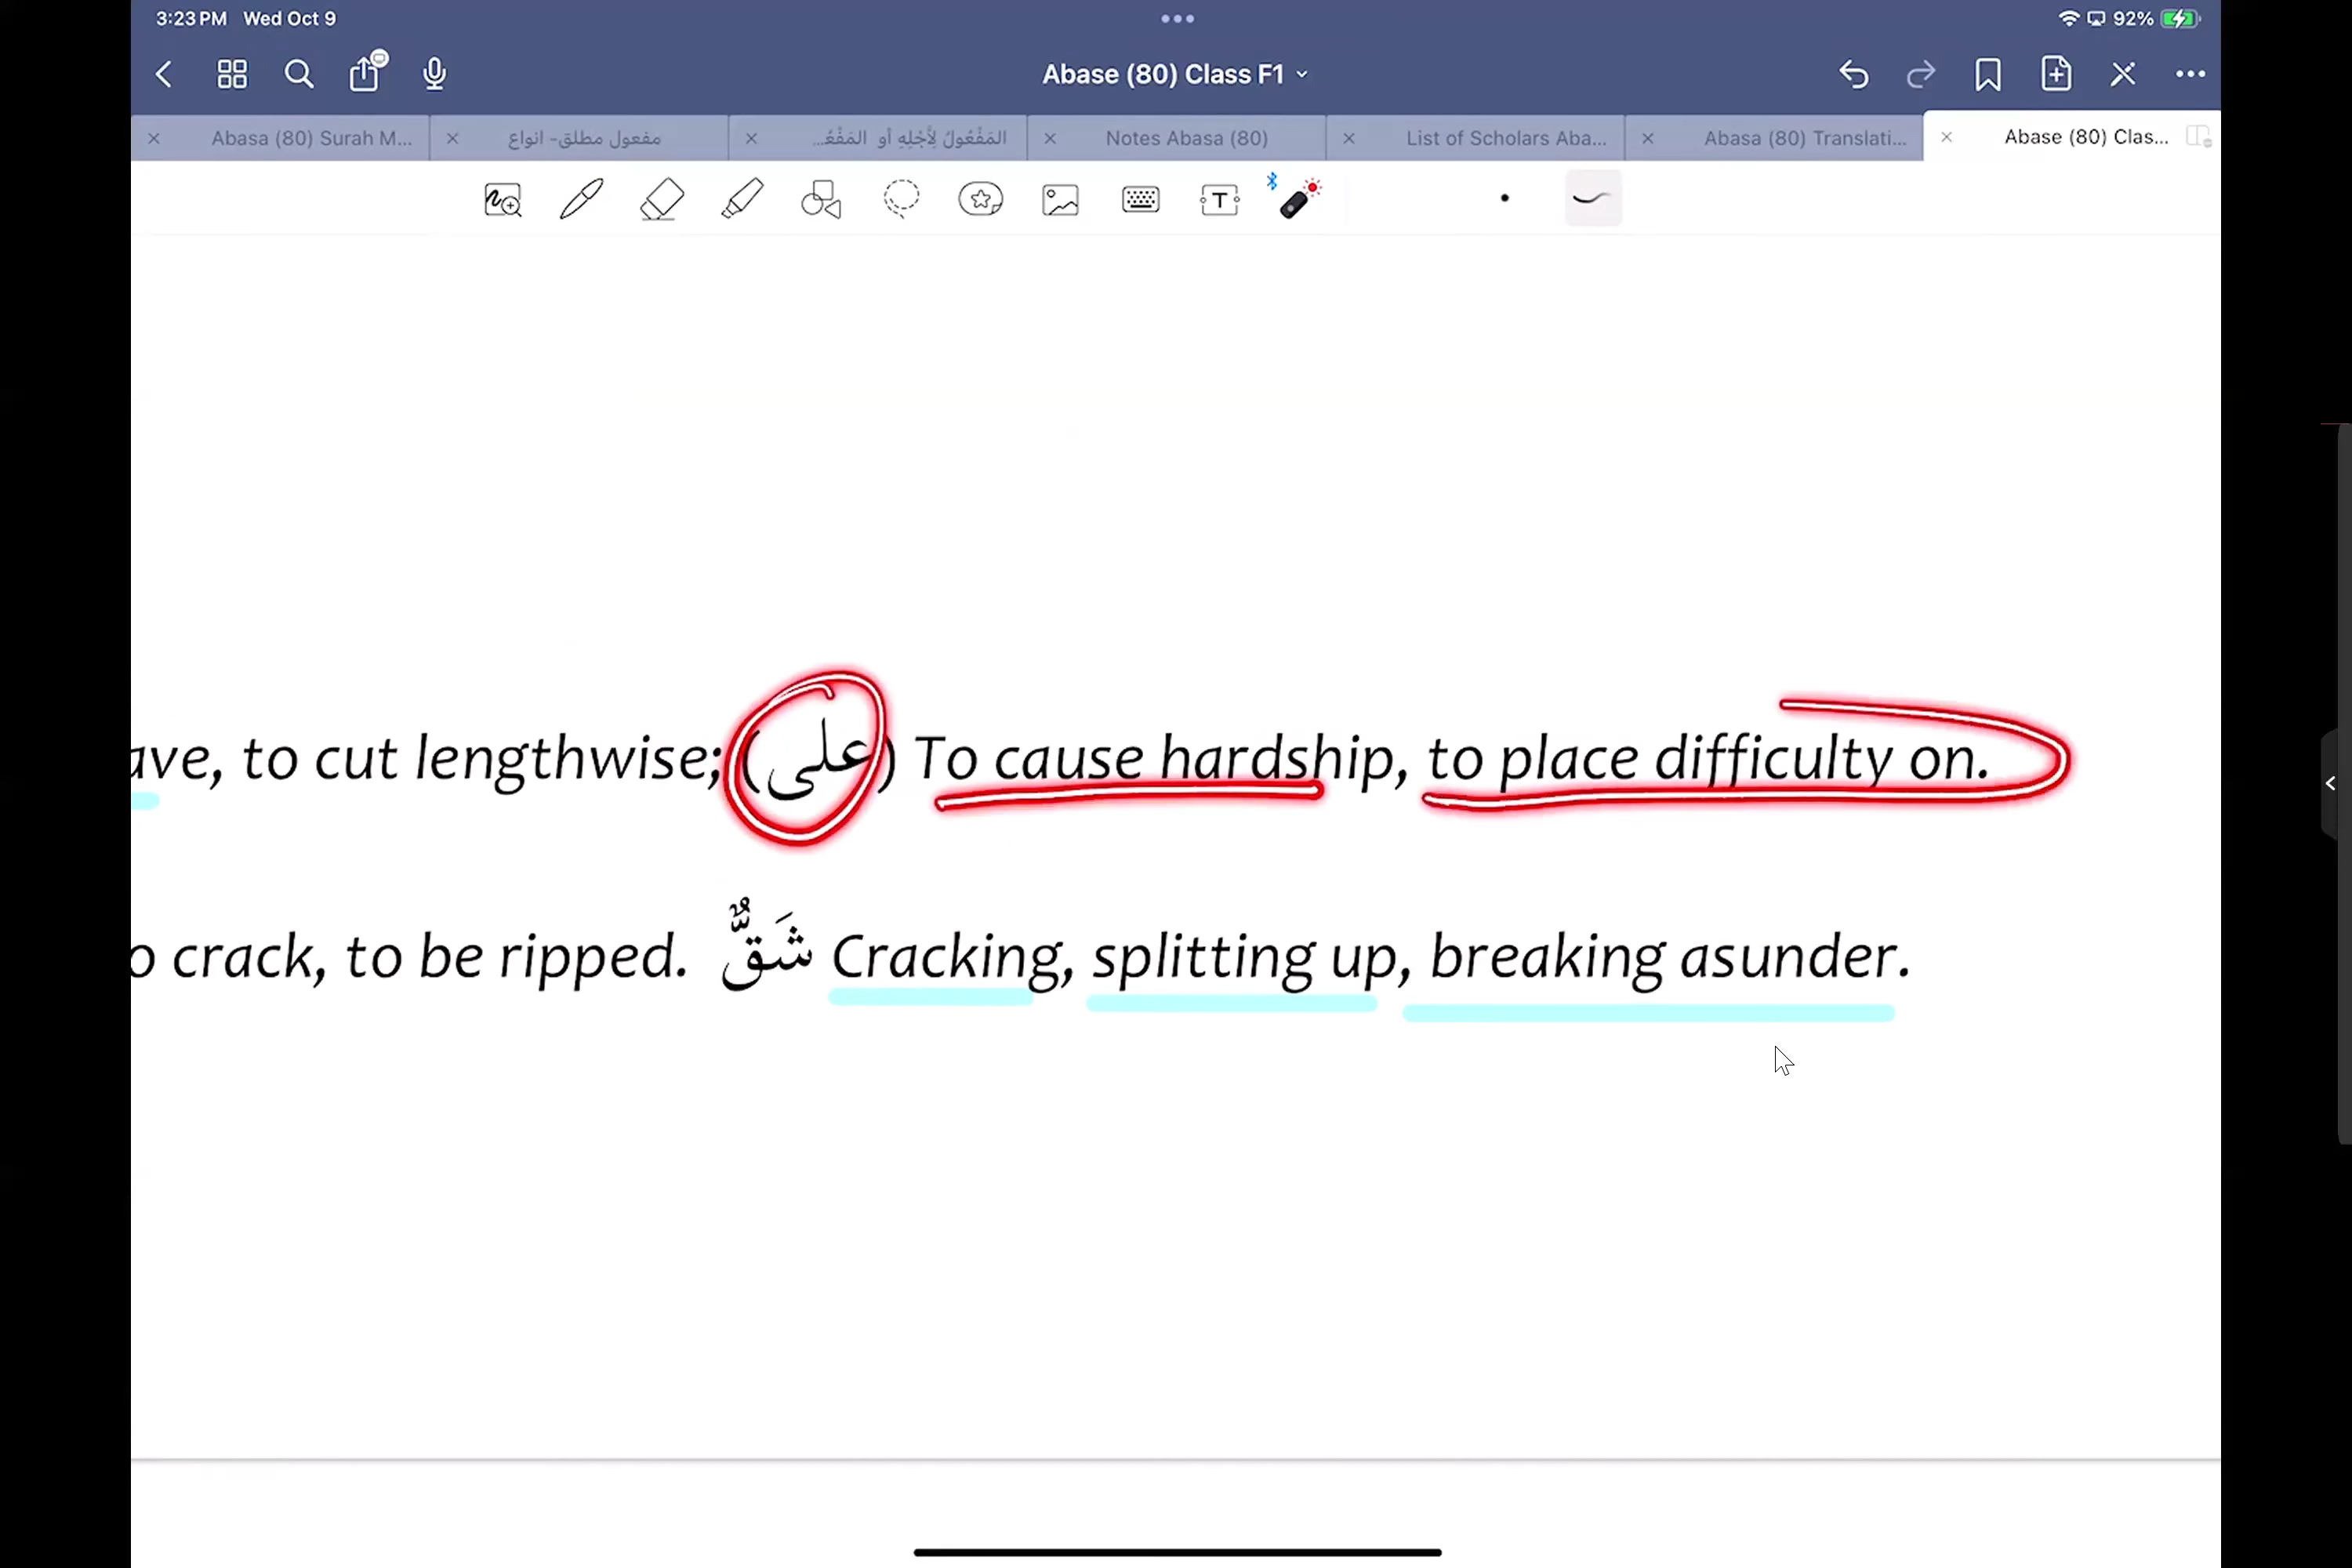 3:23 PM Wed Oct 9
92%
Abase (80) Class F1
Abasa (80) Surah M...
مفعول مطلق- انواع
المَفْعُولُ لِأَجْلِهِ أو المَفْعُ...
Notes Abasa (80)
List of Scholars Aba...
Abasa (80) Translati...
Abase (80) Clas...
T
ave, to cut lengthwise; (على) To cause hardship, to place difficulty on.
o crack, to be ripped. شَقٌّ Cracking, splitting up, breaking asunder.